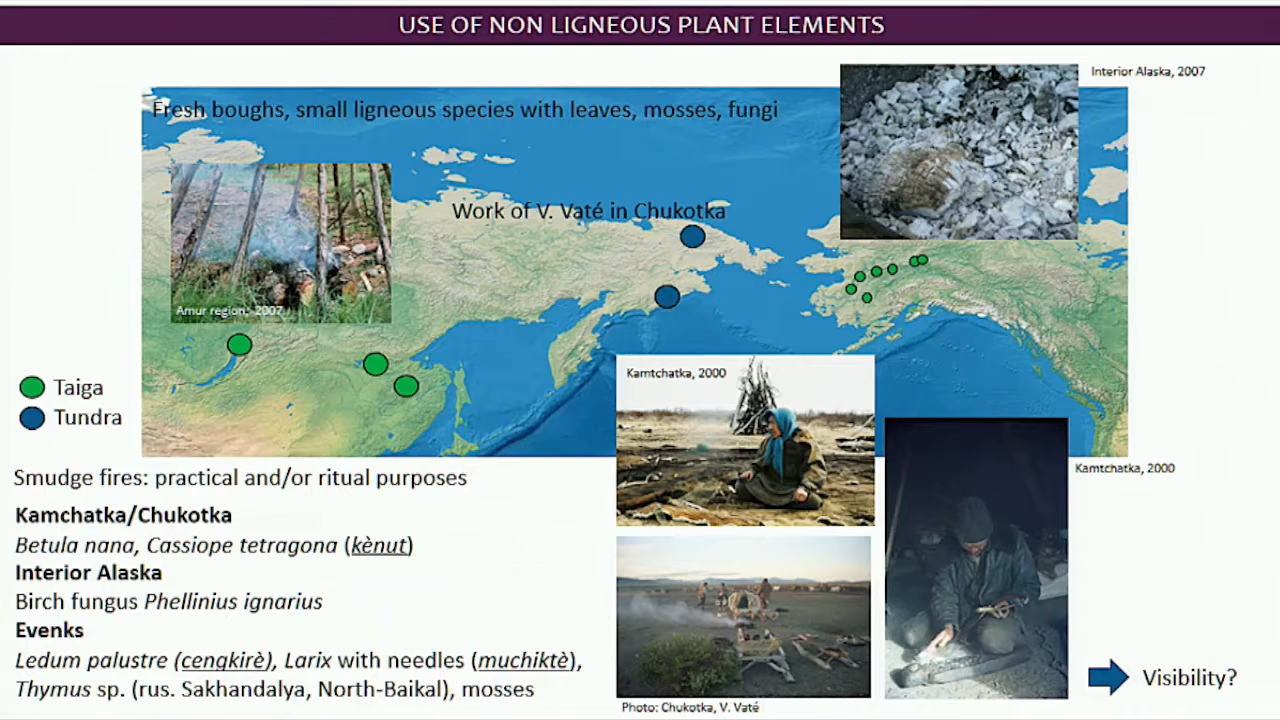 USE OF NON LIGNEOUS PLANT ELEMENTS
Interior Alaska, 2007
Fresh boughs, small ligneous species with leaves, mosses, fungi
Work of V. Vaté in Chukotka
Amur region, 2007
Kamtchatka, 2000
Taiga
Tundra
Kamtchatka, 2000
Smudge fires: practical and/or ritual purposes
Kamchatka/Chukotka
Betula nana, Cassiope tetragona (kènut)
Interior Alaska
Birch fungus Phellinius ignarius
Evenks
Ledum palustre (cengkirè), Larix with needles (muchiktè),
Thymus sp. (rus. Sakhandalya, North-Baikal), mosses
Visibility?
Photo: Chukotka, V. Vaté